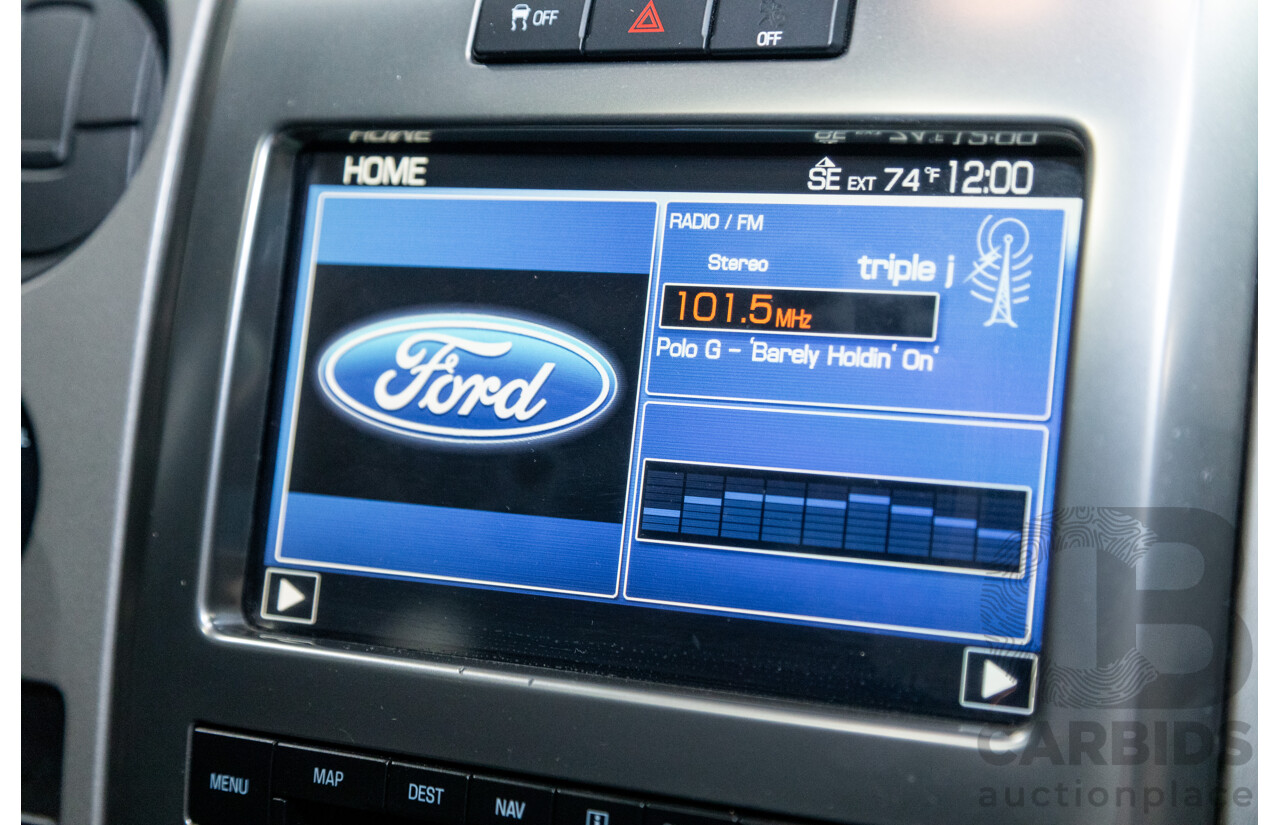 OFF
OFF
HOME
SE EXT 74°F 12:00
RADIO / FM
Stereo
triple j
101.5 MHz
Polo G - 'Barely Holdin' On'
Ford
MENU
MAP
DEST
NAV
i
CARBIDS
auctionplace